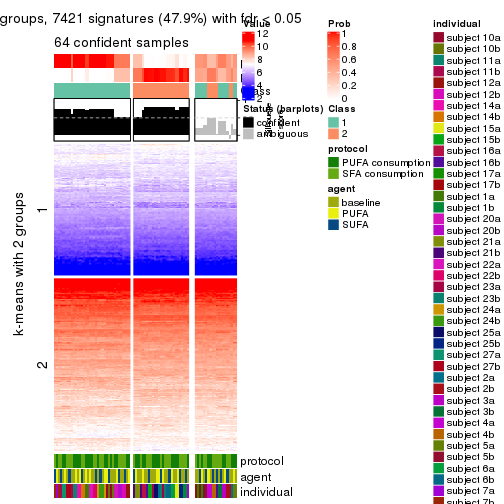 groups, 7421 signatures (47.9%) with fdr < 0.05
64 confident samples
k-means with 2 groups
1
2
protocol
agent
individual
Value
12
10
8
6
4
2
Status (barplots)
confident
ambiguous
Prob
1
0.8
0.6
0.4
0.2
0
Class
1
2
protocol
PUFA consumption
SFA consumption
agent
baseline
PUFA
SUFA
individual
subject 10a
subject 10b
subject 11a
subject 11b
subject 12a
subject 12b
subject 14a
subject 14b
subject 15a
subject 15b
subject 16a
subject 16b
subject 17a
subject 17b
subject 1a
subject 1b
subject 20a
subject 20b
subject 21a
subject 21b
subject 22a
subject 22b
subject 23a
subject 23b
subject 24a
subject 24b
subject 25a
subject 25b
subject 27a
subject 27b
subject 2a
subject 2b
subject 3a
subject 3b
subject 4a
subject 4b
subject 5a
subject 5b
subject 6a
subject 6b
subject 7a
subject 7b